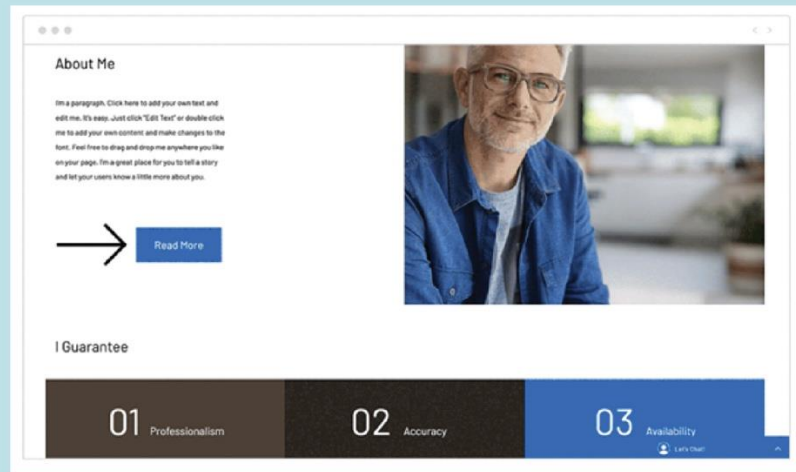 About Me
I'm a paragraph. Click here to add your own text and
edit me. It's easy. Just click "Edit Text" or double click
me to add your own content and make changes to the
font. Feel free to drag and drop me anywhere you like
on your page. I'm a great place for you to tell a story
and let your users know a little more about you.
Read More
I Guarantee
01 Professionalism
02 Accuracy
03 Availability
Let's Chat!